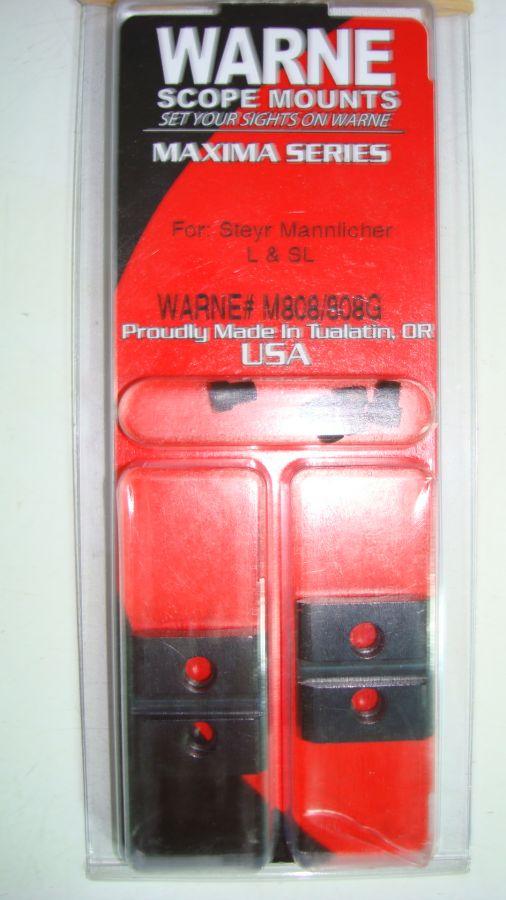 WARNE
SCOPE MOUNTS
SET YOUR SIGHTS ON WARNE
MAXIMA SERIES
For: Steyr Mannlicher
L & SL
WARNE# M808/808G
Proudly Made In Tualatin, OR
USA